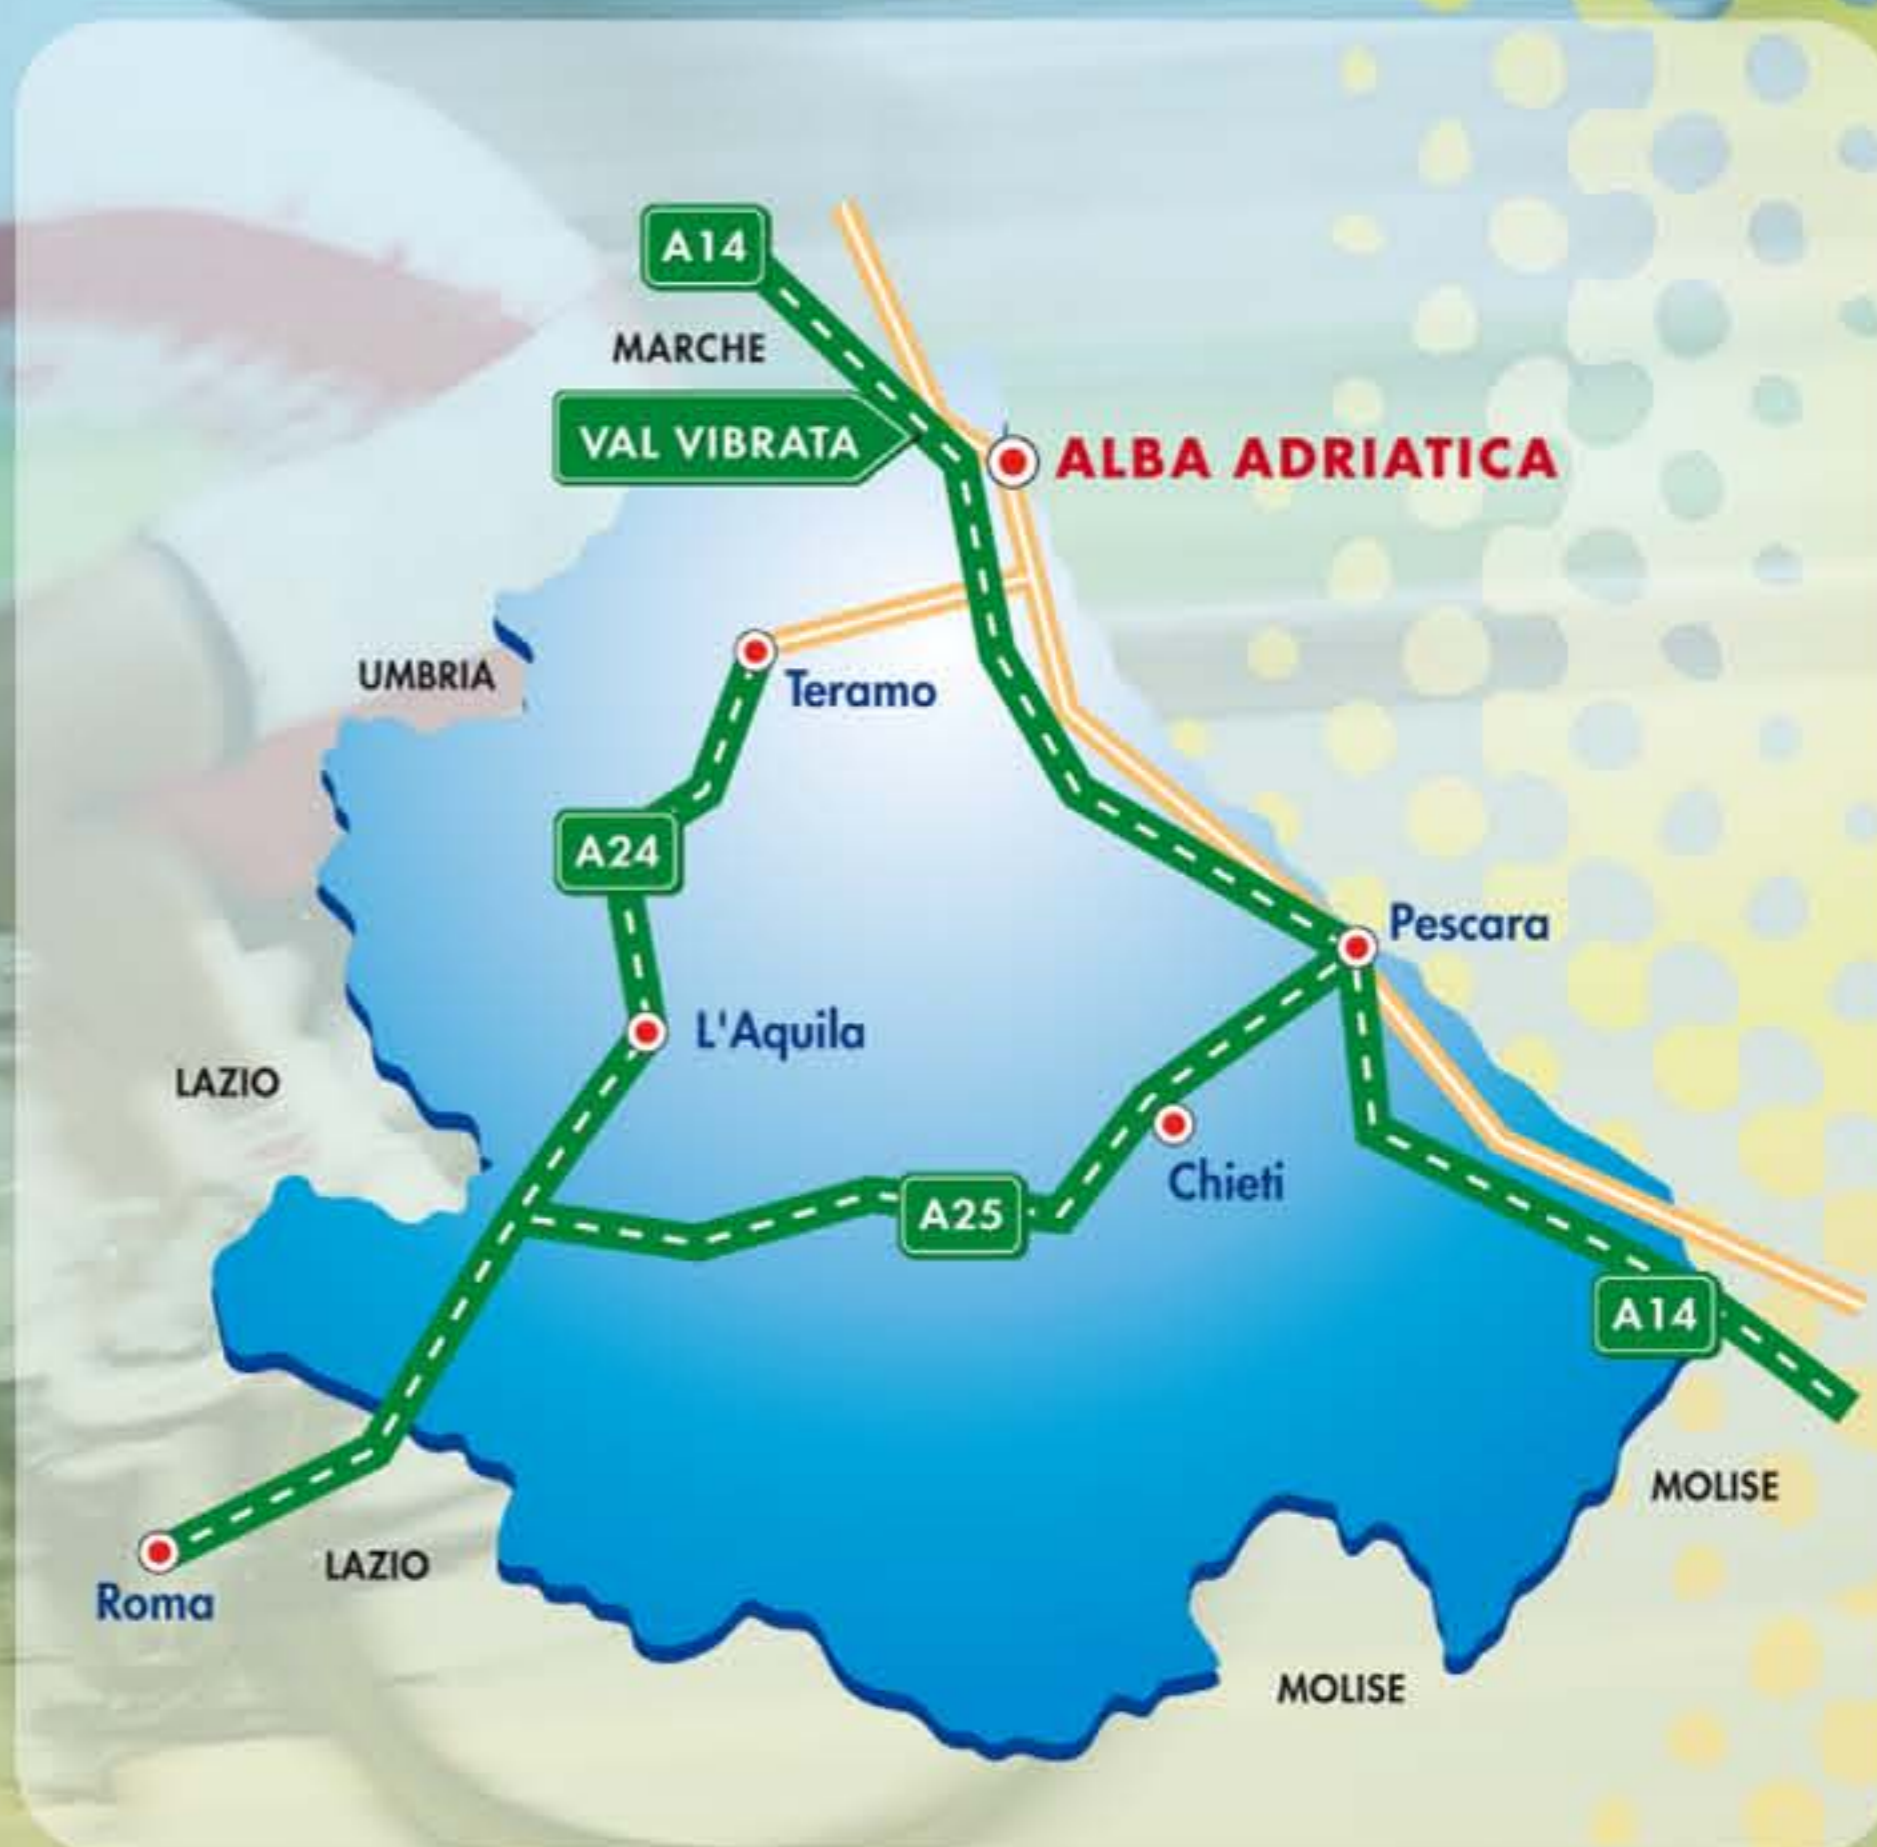 A14
MARCHE
VAL VIBRATA
ALBA ADRIATICA
UMBRIA
Teramo
A24
Pescara
L'Aquila
LAZIO
Chieti
A25
A14
MOLISE
LAZIO
Roma
MOLISE